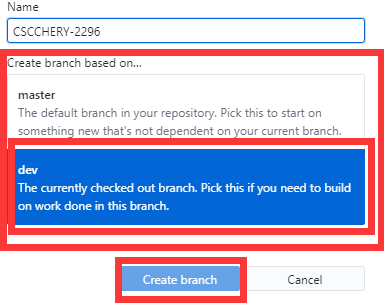 Name
CSCCHERY-2296
Create branch based on...
master
The default branch in your repository. Pick this to start on
something new that's not dependent on your current branch.
dev
The currently checked out branch. Pick this if you need to build
on work done in this branch.
Create branch
Cancel